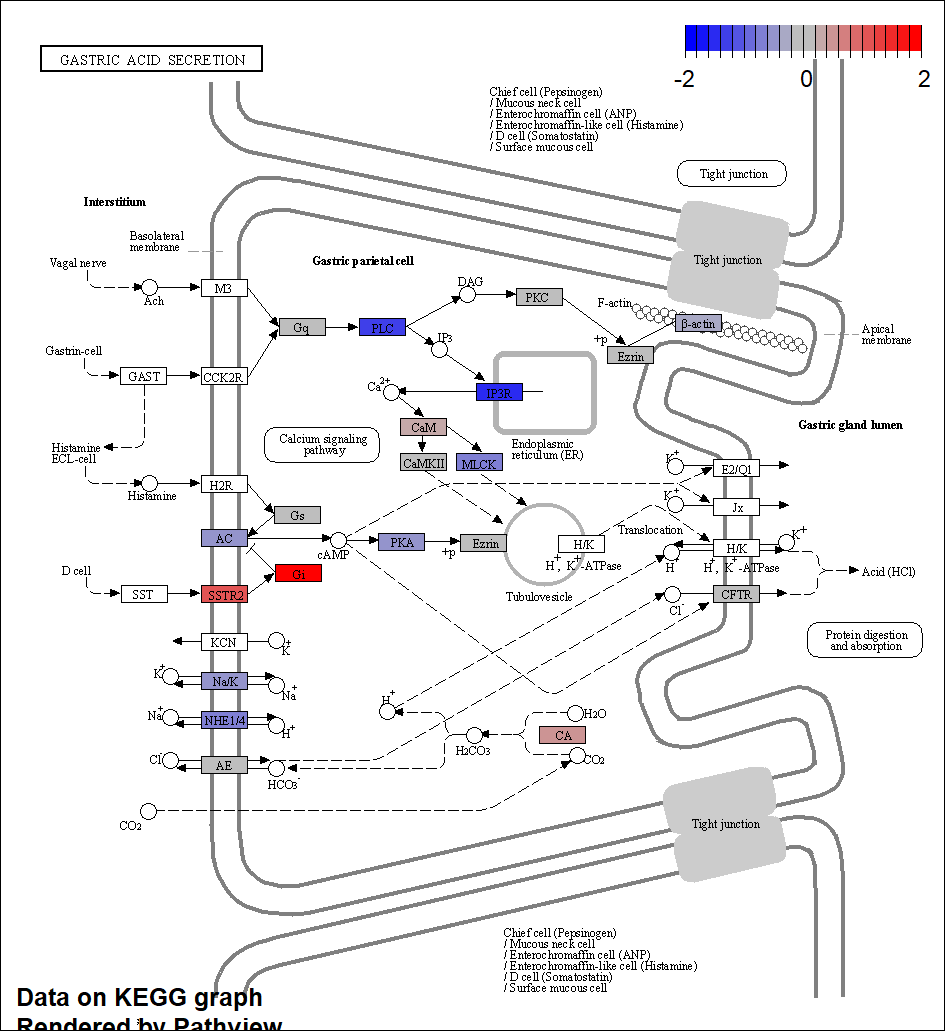 -2
0
2
GASTRIC ACID SECRETION
Chief cell (Pepsinogen)
/ Mucous neck cell
/ Enterochromaffin cell (ANP)
/ Enterochromaffin-like cell (Histamine)
/ D cell (Somatostatin)
/ Surface mucous cell
Tight junction
Interstitium
Basolateral
membrane
Gastric parietal cell
Tight junction
Vagal nerve
Ach
M3
DAG
PKC
F-actin
Gq
PLC
β-actin
Apical
membrane
IP3
+p
Ezrin
Gastrin-cell
GAST
CCK2R
Ca2+
IP3R
CaM
Gastric gland lumen
Calcium signaling
pathway
Endoplasmic
reticulum (ER)
Histamine
ECL-cell
CaMKII
MLCK
K+
E2/Q1
Histamine
H2R
K+
Jx
Gs
Translocation
K+
AC
cAMP
PKA
+p
Ezrin
H/K
H+, K+-ATPase
H/K
H+
H+, K+-ATPase
Acid (HCl)
D cell
Gi
SST
SSTR2
Tubulovesicle
CFTR
Cl-
KCN
K+
Protein digestion
and absorption
K+
Na/K
Na+
H+
Na+
NHE1/4
H+
H2O
CA
H2CO3
Cl-
AE
HCO3-
CO2
CO2
Tight junction
Chief cell (Pepsinogen)
/ Mucous neck cell
/ Enterochromaffin cell (ANP)
/ Enterochromaffin-like cell (Histamine)
/ D cell (Somatostatin)
/ Surface mucous cell
Data on KEGG graph
Rendered by Pathview